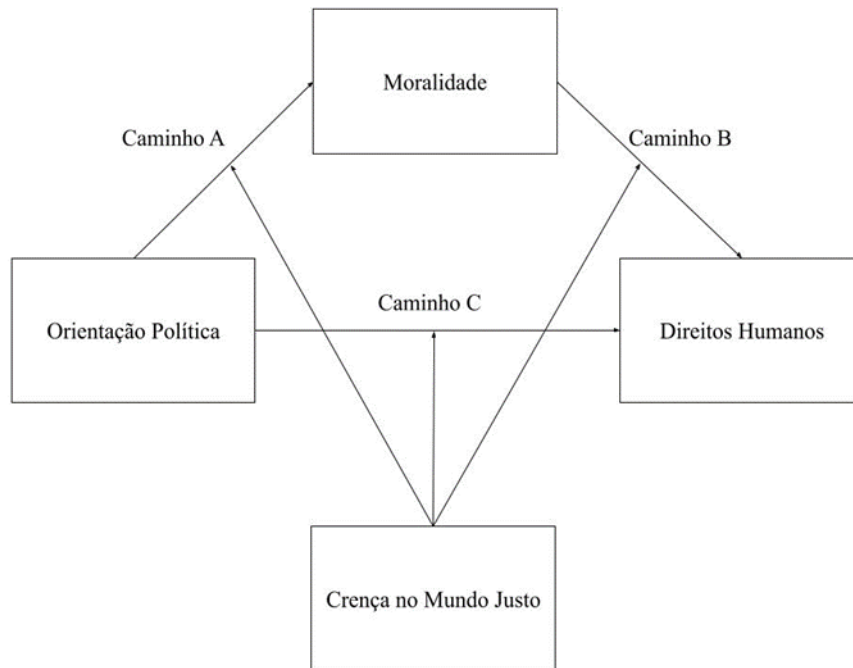 Moralidade
Caminho A
Caminho B
Orientação Política
Caminho C
Direitos Humanos
Crença no Mundo Justo